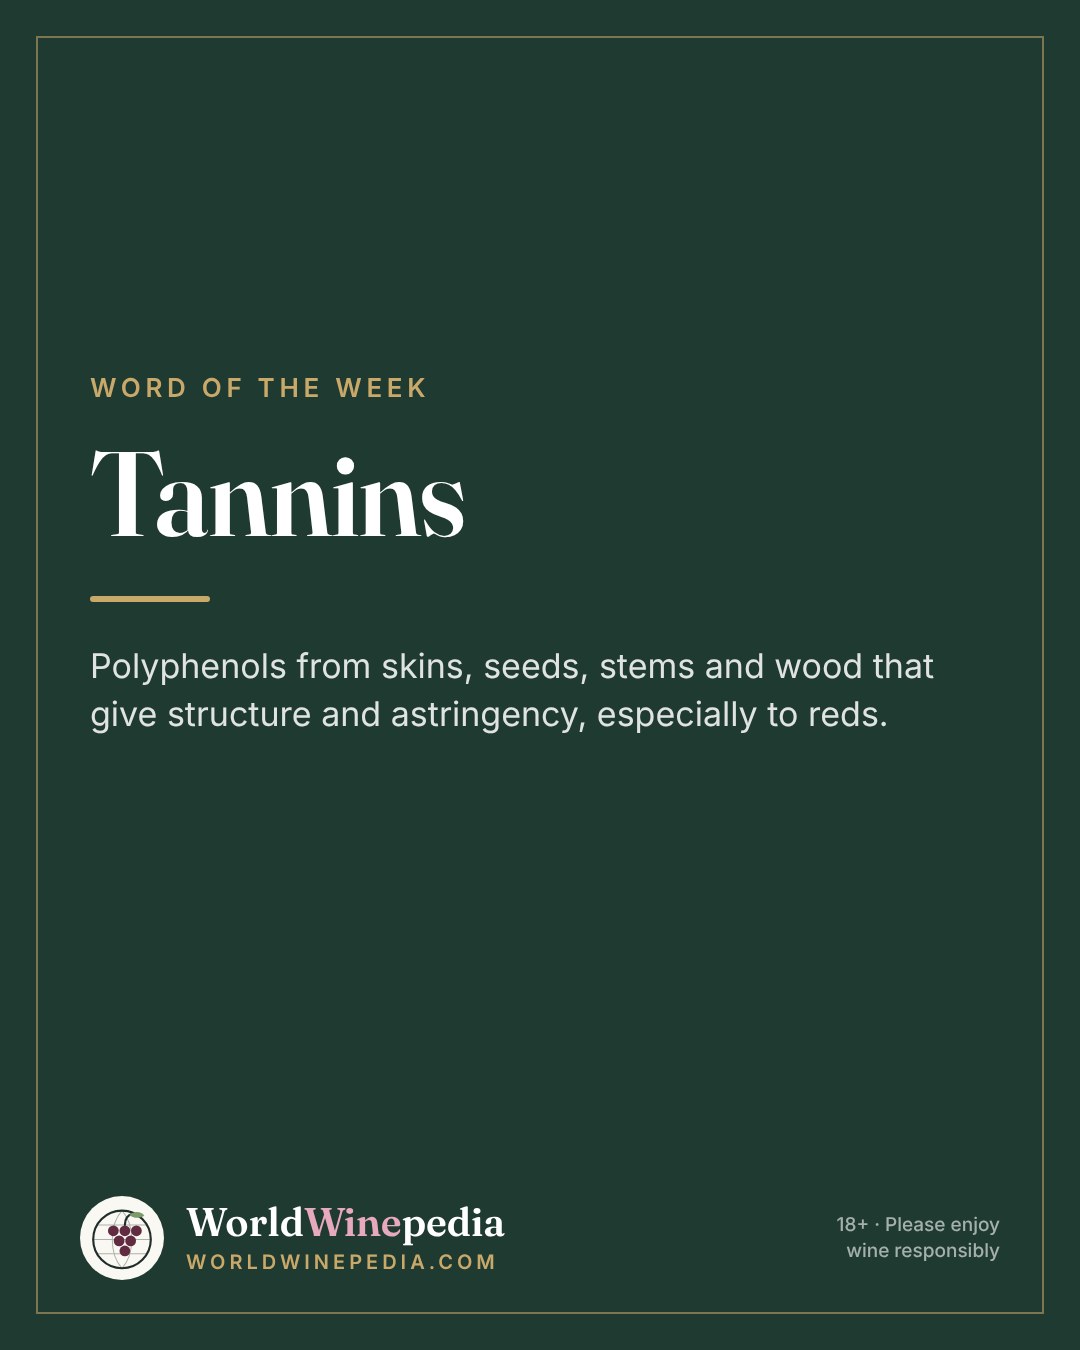 WORD OF THE WEEK
Tannins
Polyphenols from skins, seeds, stems and wood that
give structure and astringency, especially to reds.
WorldWinepedia
WORLDWINEPEDIA.COM
18+ · Please enjoy
wine responsibly